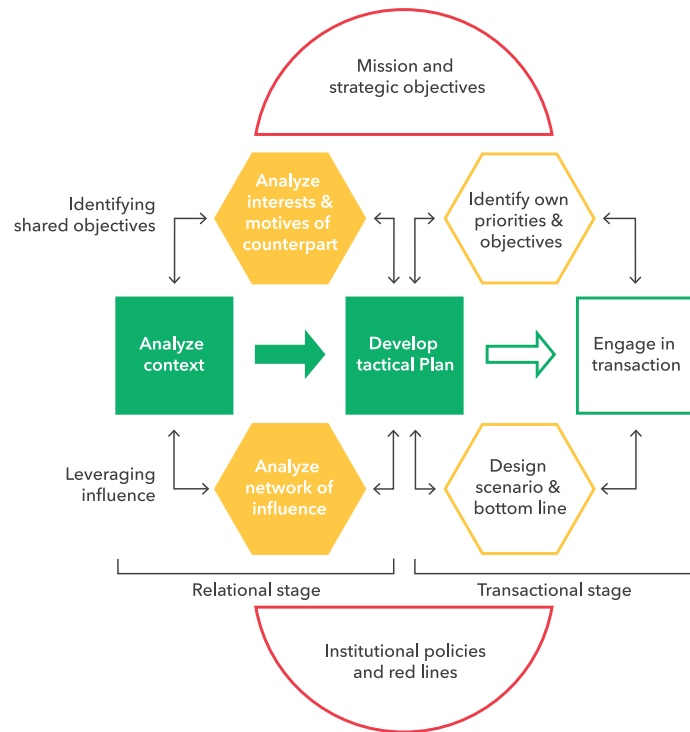 Mission and
strategic objectives
Identifying
shared objectives
Analyze
interests &
motives of
counterpart
Identify own
priorities &
objectives
Analyze
context
Develop
tactical Plan
Engage in
transaction
Leveraging
influence
Analyze
network of
influence
Design
scenario &
bottom line
Relational stage
Transactional stage
Institutional policies
and red lines